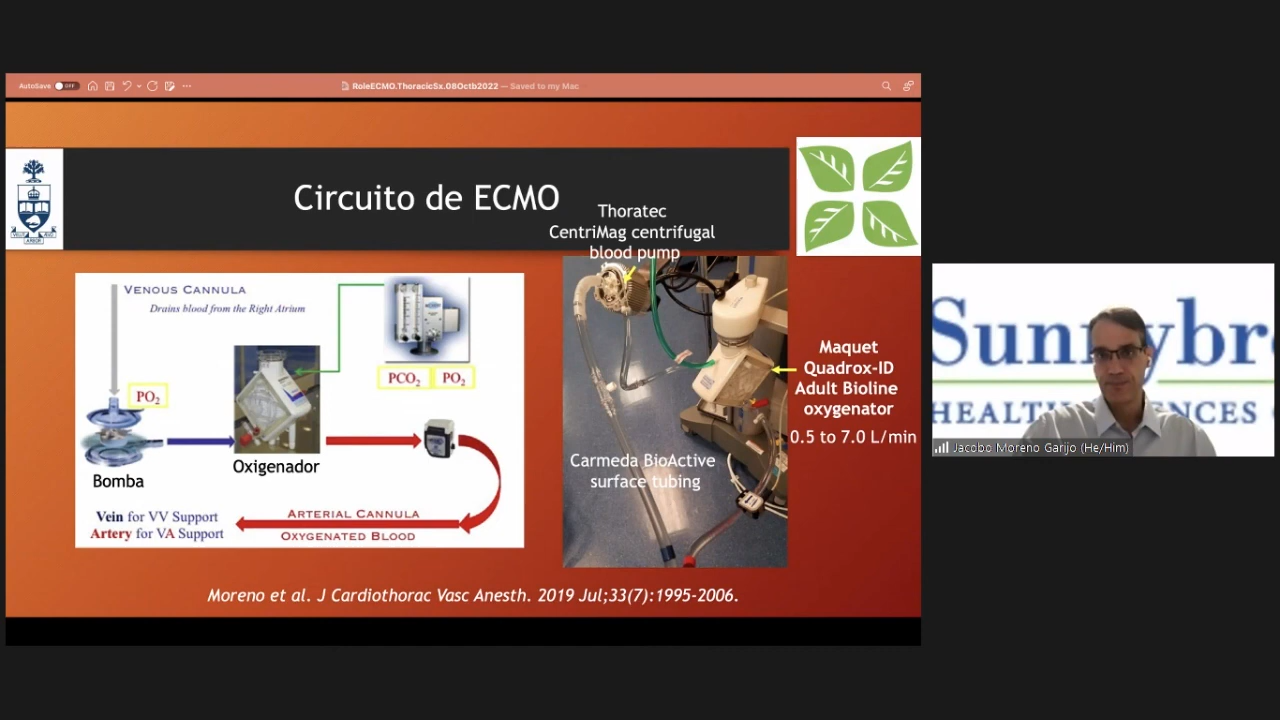 AutoSave OFF
RoleECMO.ThoracicSx.08Octb2022 — Saved to my Mac
Circuito de ECMO
Thoratec
CentriMag centrifugal
blood pump
VENOUS CANNULA
Drains blood from the Right Atrium
PO2
PCO2 PO2
Bomba
Oxigenador
Vein for VV Support
Artery for VA Support
ARTERIAL CANNULA
OXYGENATED BLOOD
Carmeda BioActive
surface tubing
Maquet
Quadrox-ID
Adult Bioline
oxygenator
0.5 to 7.0 L/min
Moreno et al. J Cardiothorac Vasc Anesth. 2019 Jul;33(7):1995-2006.
Sunnybr
HEALTH
ENCES
Jacobo Moreno Garijo (He/Him)